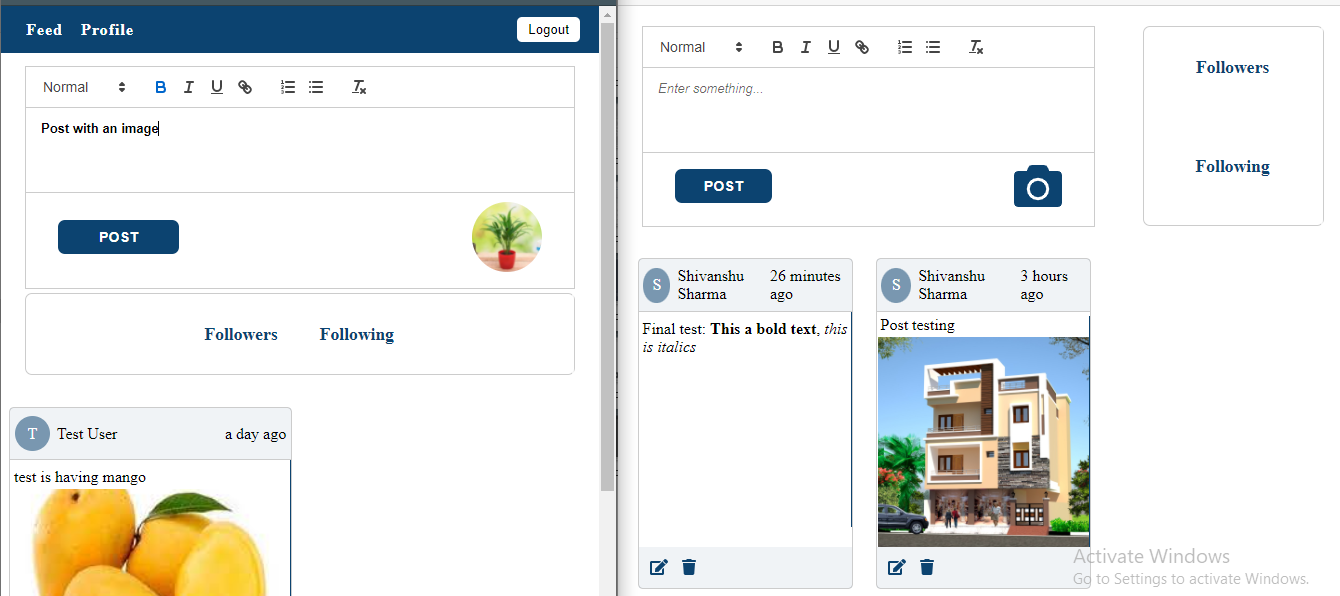 Feed Profile Logout
Normal B I U
Post with an image
POST
Followers Following
T Test User a day ago
test is having mango
Normal B I U
Enter something...
POST
Followers
Following
S Shivanshu Sharma 26 minutes ago
Final test: This a bold text, this
is italics
S Shivanshu Sharma 3 hours ago
Post testing
Activate Windows
Go to Settings to activate Windows.